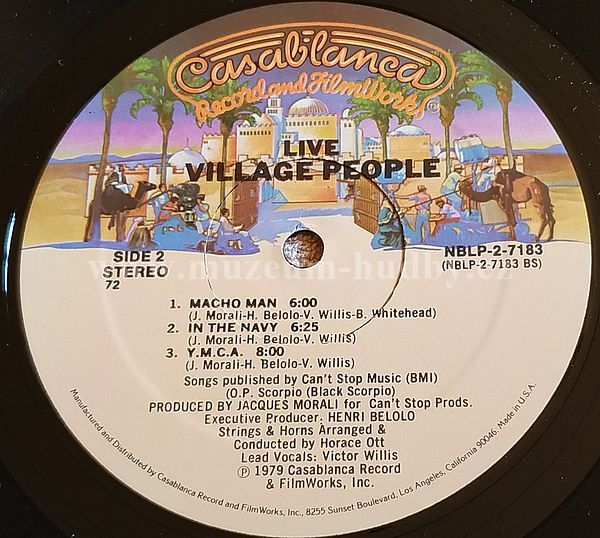 Casablanca
Record and FilmWorks
TM
LIVE
VILLAGE PEOPLE
SIDE 2
STEREO
72
NBLP-2-7183
(NBLP-2-7183 BS)
www.muzeum-hudby.cz
1. MACHO MAN 6:00
(J. Morali-H. Belolo-V. Willis-B. Whitehead)
2. IN THE NAVY 6:25
(J. Morali-H. Belolo-V. Willis)
3. Y.M.C.A. 8:00
(J. Morali-H. Belolo-V. Willis)
Songs published by Can't Stop Music (BMI)
(O.P. Scorpio (Black Scorpio)
PRODUCED BY JACQUES MORALI for Can't Stop Prods.
Executive Producer: HENRI BELOLO
Strings & Horns Arranged &
Conducted by Horace Ott
Lead Vocals: Victor Willis
Ⓟ 1979 Casablanca Record
& FilmWorks, Inc.
Manufactured and Distributed by Casablanca Record and FilmWorks, Inc., 8255 Sunset Boulevard, Los Angeles, California 90046. Made in U.S.A.